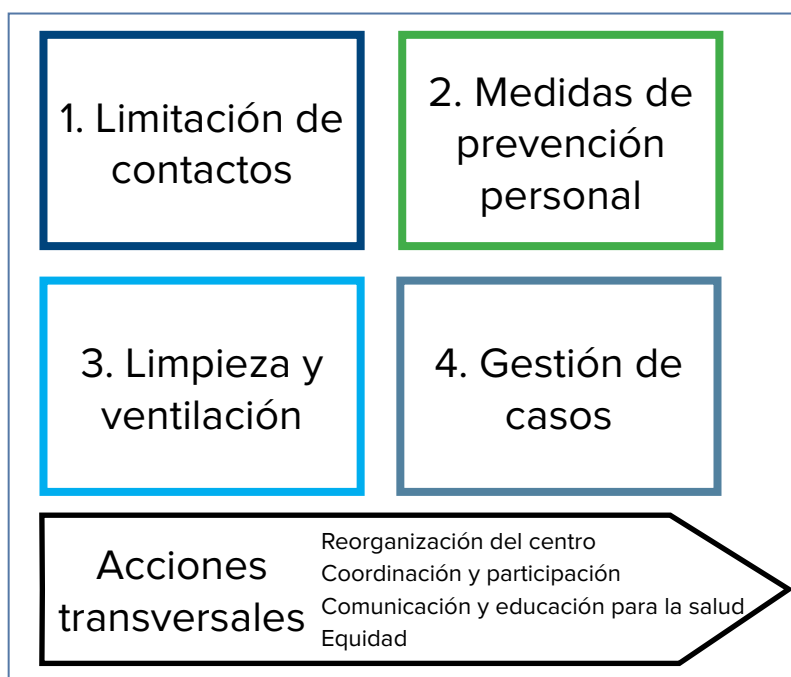 1. Limitación de
contactos
2. Medidas de
prevención
personal
3. Limpieza y
ventilación
4. Gestión de
casos
Acciones
transversales
Reorganización del centro
Coordinación y participación
Comunicación y educación para la salud
Equidad